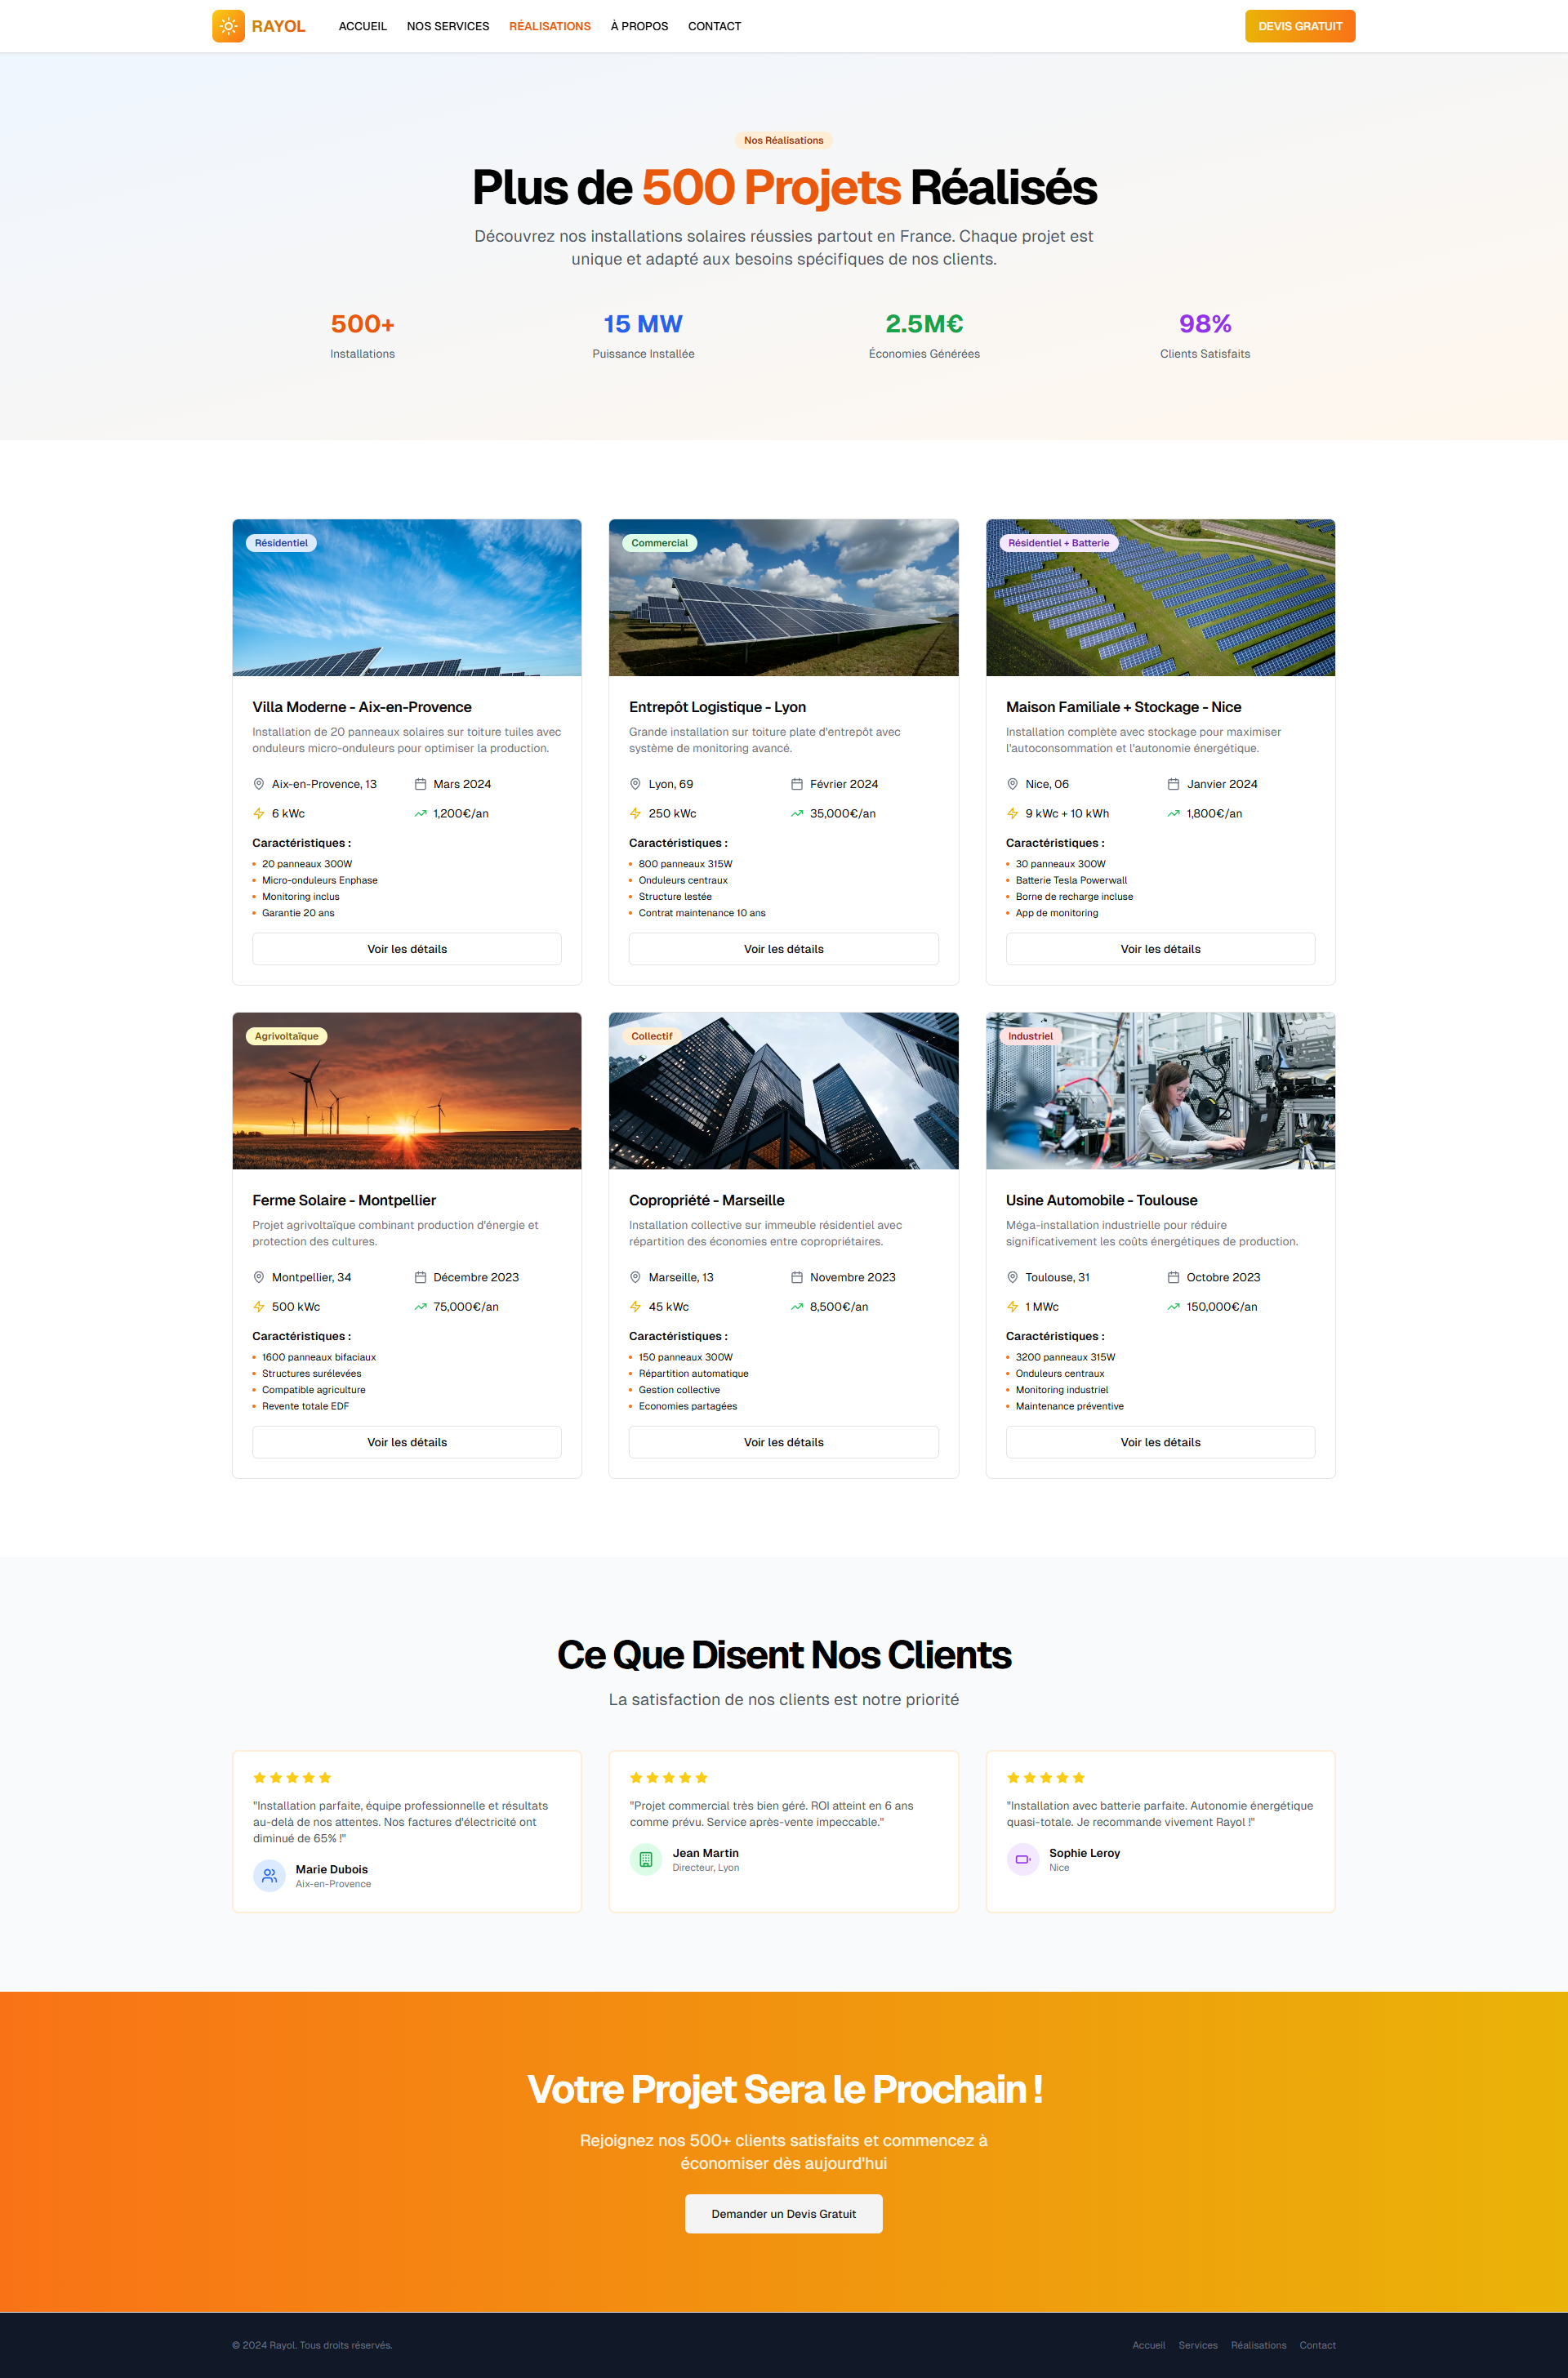 RAYOL
ACCUEIL
NOS SERVICES
RÉALISATIONS
À PROPOS
CONTACT
DEVIS GRATUIT
Nos Réalisations
Plus de 500 Projets Réalisés
Découvrez nos installations solaires réussies partout en France. Chaque projet est
unique et adapté aux besoins spécifiques de nos clients.
500+
Installations
15 MW
Puissance Installée
2.5M€
Économies Générées
98%
Clients Satisfaits
Résidentiel
Villa Moderne - Aix-en-Provence
Installation de 20 panneaux solaires sur toiture tuiles avec
onduleurs micro-onduleurs pour optimiser la production.
Aix-en-Provence, 13
Mars 2024
6 kWc
1,200€/an
Caractéristiques :
20 panneaux 300W
Micro-onduleurs Enphase
Monitoring inclus
Garantie 20 ans
Voir les détails
Commercial
Entrepôt Logistique - Lyon
Grande installation sur toiture plate d'entrepôt avec
système de monitoring avancé.
Lyon, 69
Février 2024
250 kWc
35,000€/an
Caractéristiques :
800 panneaux 315W
Onduleurs centraux
Structure lestée
Contrat maintenance 10 ans
Voir les détails
Résidentiel + Batterie
Maison Familiale + Stockage - Nice
Installation complète avec stockage pour maximiser
l'autoconsommation et l'autonomie énergétique.
Nice, 06
Janvier 2024
9 kWc + 10 kWh
1,800€/an
Caractéristiques :
30 panneaux 300W
Batterie Tesla Powerwall
Borne de recharge incluse
App de monitoring
Voir les détails
Agrivoltaïque
Ferme Solaire - Montpellier
Projet agrivoltaïque combinant production d'énergie et
protection des cultures.
Montpellier, 34
Décembre 2023
500 kWc
75,000€/an
Caractéristiques :
1600 panneaux bifaciaux
Structures surélevées
Compatible agriculture
Revente totale EDF
Voir les détails
Collectif
Copropriété - Marseille
Installation collective sur immeuble résidentiel avec
répartition des économies entre copropriétaires.
Marseille, 13
Novembre 2023
45 kWc
8,500€/an
Caractéristiques :
150 panneaux 300W
Répartition automatique
Gestion collective
Economies partagées
Voir les détails
Industriel
Usine Automobile - Toulouse
Méga-installation industrielle pour réduire
significativement les coûts énergétiques de production.
Toulouse, 31
Octobre 2023
1 MWc
150,000€/an
Caractéristiques :
3200 panneaux 315W
Onduleurs centraux
Monitoring industriel
Maintenance préventive
Voir les détails
Ce Que Disent Nos Clients
La satisfaction de nos clients est notre priorité
"Installation parfaite, équipe professionnelle et résultats
au-delà de nos attentes. Nos factures d'électricité ont
diminué de 65% !"
Marie Dubois
Aix-en-Provence
"Projet commercial très bien géré. ROI atteint en 6 ans
comme prévu. Service après-vente impeccable."
Jean Martin
Directeur, Lyon
"Installation avec batterie parfaite. Autonomie énergétique
quasi-totale. Je recommande vivement Rayol !"
Sophie Leroy
Nice
Votre Projet Sera le Prochain !
Rejoignez nos 500+ clients satisfaits et commencez à
économiser dès aujourd'hui
Demander un Devis Gratuit
© 2024 Rayol. Tous droits réservés.
Accueil
Services
Réalisations
Contact